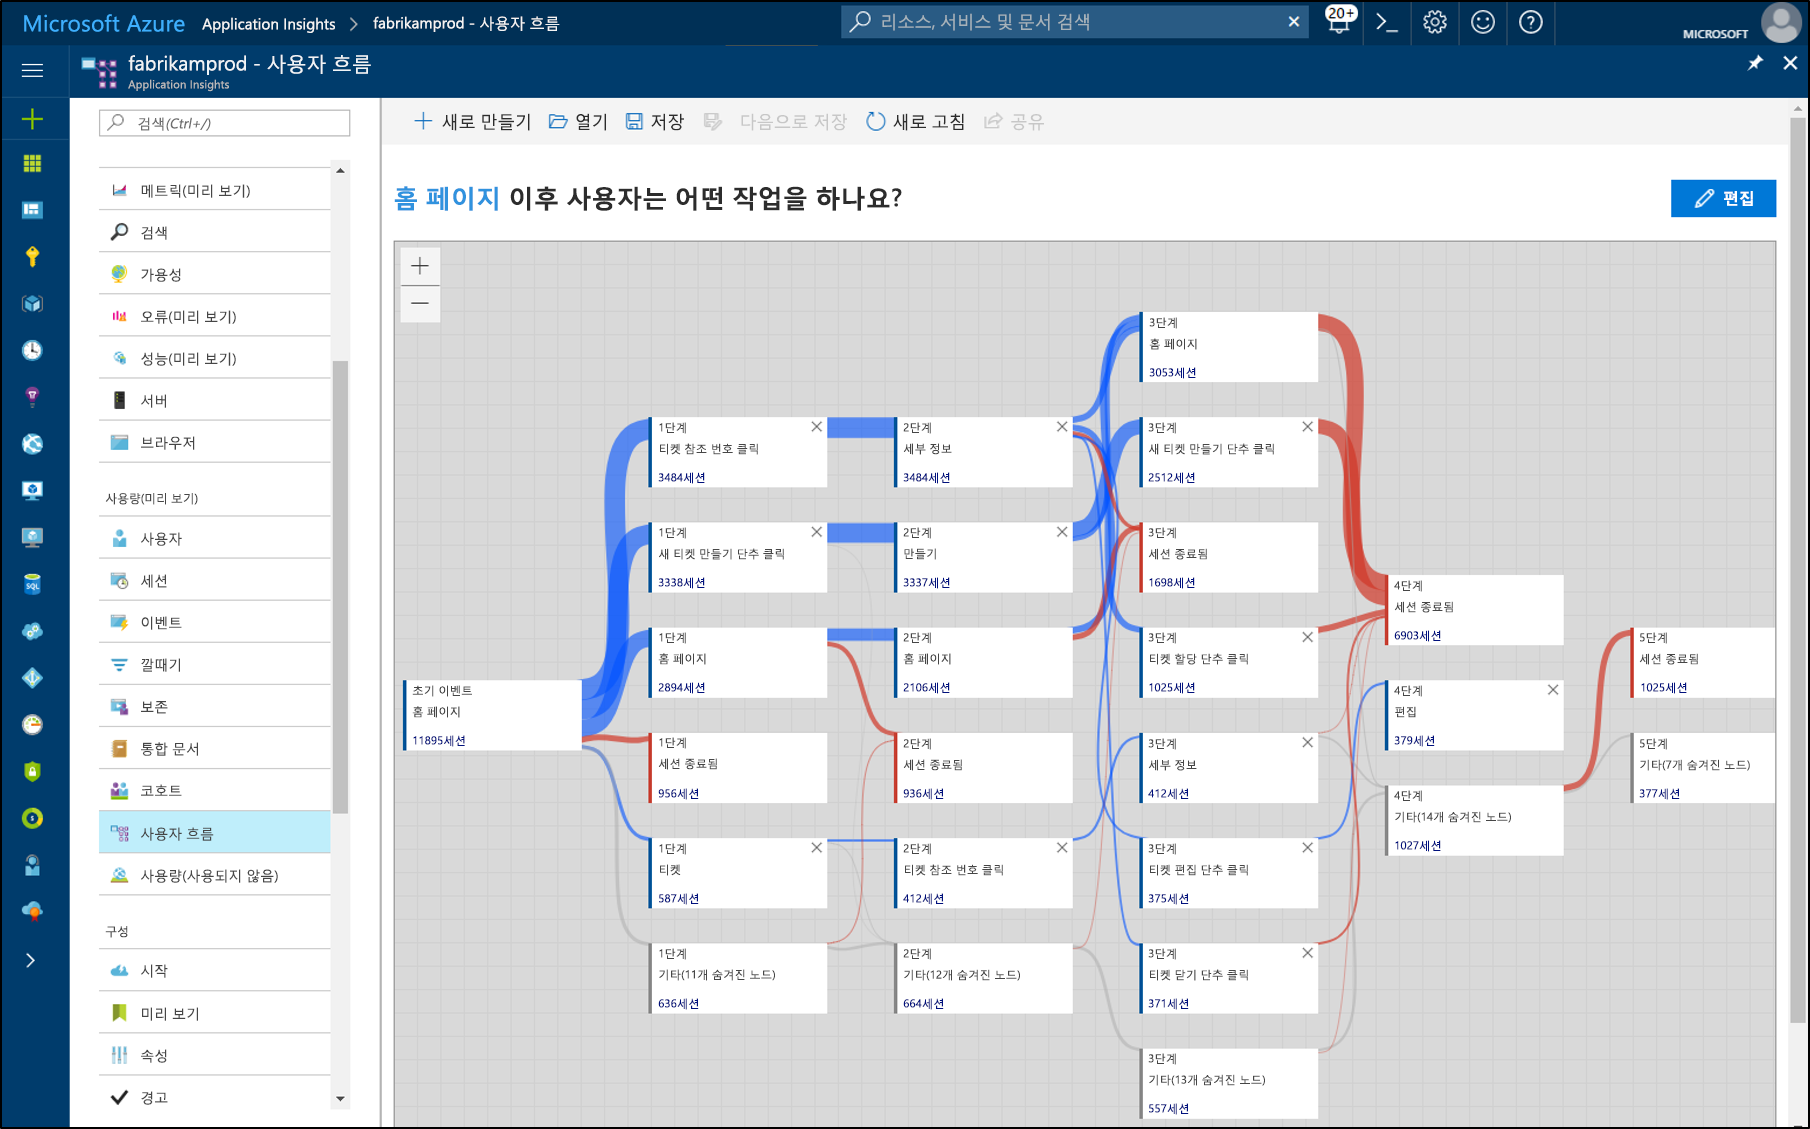 Microsoft Azure
Application Insights > fabrikamprod - 사용자 흐름
리소스, 서비스 및 문서 검색
20+
MICROSOFT
fabrikamprod - 사용자 흐름
Application Insights
검색(Ctrl+/)
메트릭(미리 보기)
검색
가용성
오류(미리 보기)
성능(미리 보기)
서버
브라우저
사용량(미리 보기)
사용자
세션
이벤트
깔때기
보존
통합 문서
코호트
사용자 흐름
사용량(사용되지 않음)
구성
시작
미리 보기
속성
경고
SQL
새로 만들기
열기
저장
다음으로 저장
새로 고침
공유
홈 페이지 이후 사용자는 어떤 작업을 하나요?
편집
초기 이벤트
홈 페이지
11895세션
1단계
티켓 참조 번호 클릭
3484세션
1단계
새 티켓 만들기 단추 클릭
3338세션
1단계
홈 페이지
2894세션
1단계
세션 종료됨
956세션
1단계
티켓
587세션
1단계
기타(11개 숨겨진 노드)
636세션
2단계
세부 정보
3484세션
2단계
만들기
3337세션
2단계
홈 페이지
2106세션
2단계
세션 종료됨
936세션
2단계
티켓 참조 번호 클릭
412세션
2단계
기타(12개 숨겨진 노드)
664세션
3단계
홈 페이지
3053세션
3단계
새 티켓 만들기 단추 클릭
2512세션
3단계
세션 종료됨
1698세션
3단계
티켓 할당 단추 클릭
1025세션
3단계
세부 정보
412세션
3단계
티켓 편집 단추 클릭
375세션
3단계
티켓 닫기 단추 클릭
371세션
3단계
기타(13개 숨겨진 노드)
557세션
4단계
세션 종료됨
6903세션
4단계
편집
379세션
4단계
기타(14개 숨겨진 노드)
1027세션
5단계
세션 종료됨
1025세션
5단계
기타(7개 숨겨진 노드)
377세션